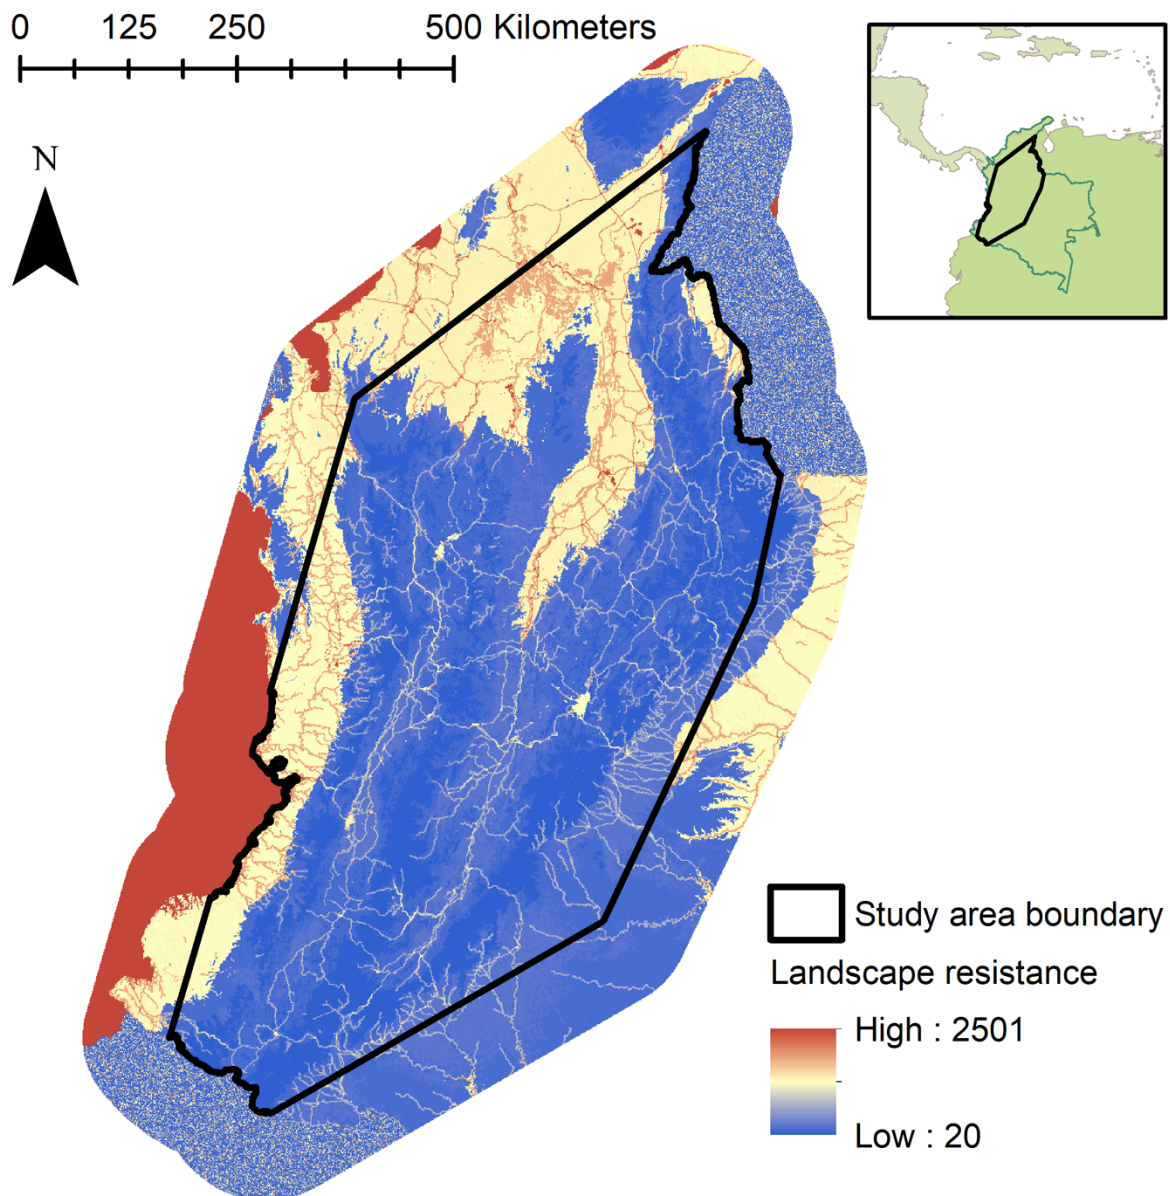 0 125 250 500 Kilometers
N
Study area boundary
Landscape resistance
High : 2501
Low : 20